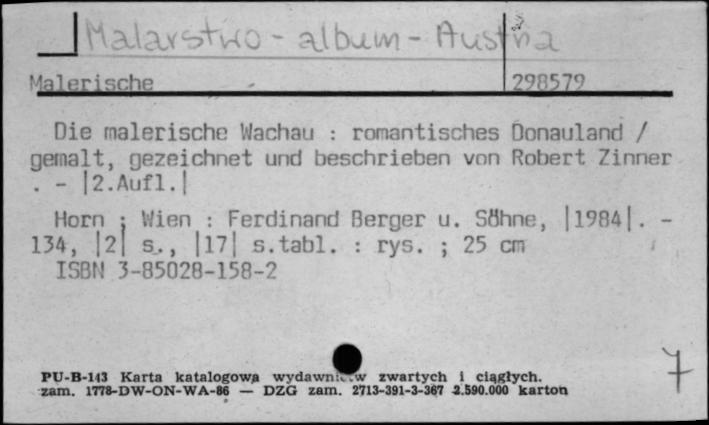 Malarstwo - album - Austria
Malerische 298579
Die malerische Wachau : romantisches Donauland /
gemalt, gezeichnet und beschrieben von Robert Zinner
. - |2.Aufl.|
Horn ; Wien : Ferdinand Berger u. Söhne, |1984|. -
134, |2| s., |17| s.tabl. : rys. ; 25 cm
ISBN 3-85028-158-2
7
PU-B-143 Karta katalogowa wydawnictw zwartych i ciągłych.
zam. 1778-DW-ON-WA-86 — DZG zam. 2713-391-3-367 2.590.000 karton